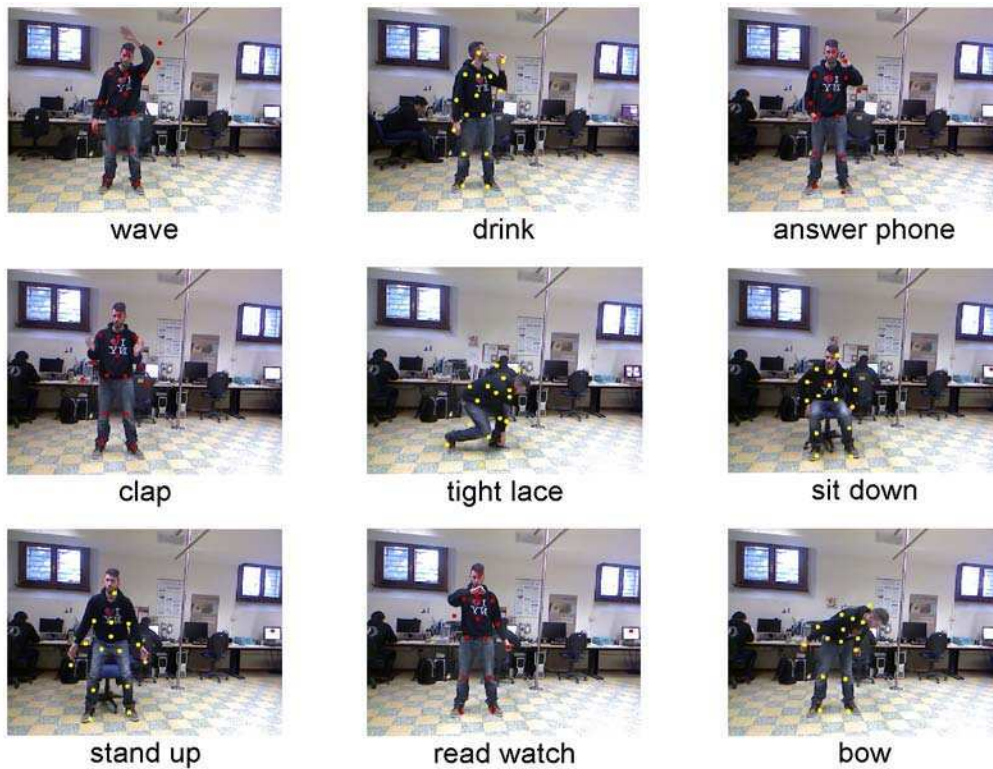 wave
drink
answer phone
clap
tight lace
sit down
stand up
read watch
bow